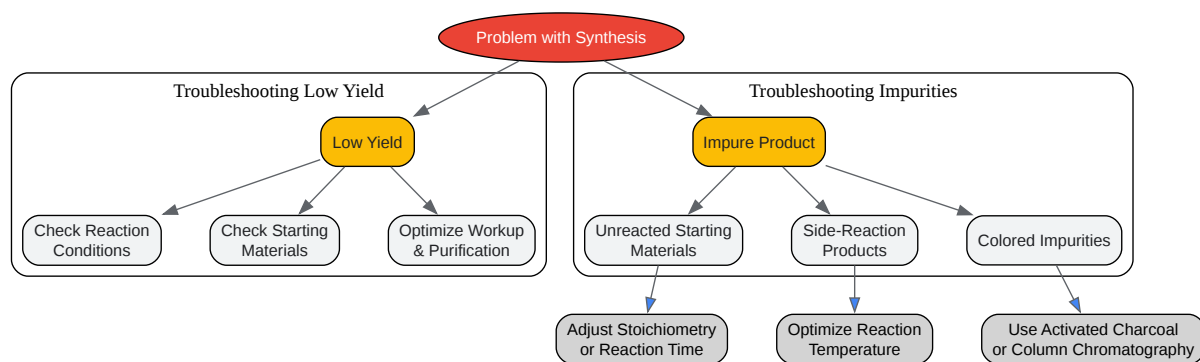 Problem with Synthesis
Troubleshooting Low Yield
Troubleshooting Impurities
Low Yield
Impure Product
Check Reaction
Conditions
Check Starting
Materials
Optimize Workup
& Purification
Unreacted Starting
Materials
Side-Reaction
Products
Colored Impurities
Adjust Stoichiometry
or Reaction Time
Optimize Reaction
Temperature
Use Activated Charcoal
or Column Chromatography